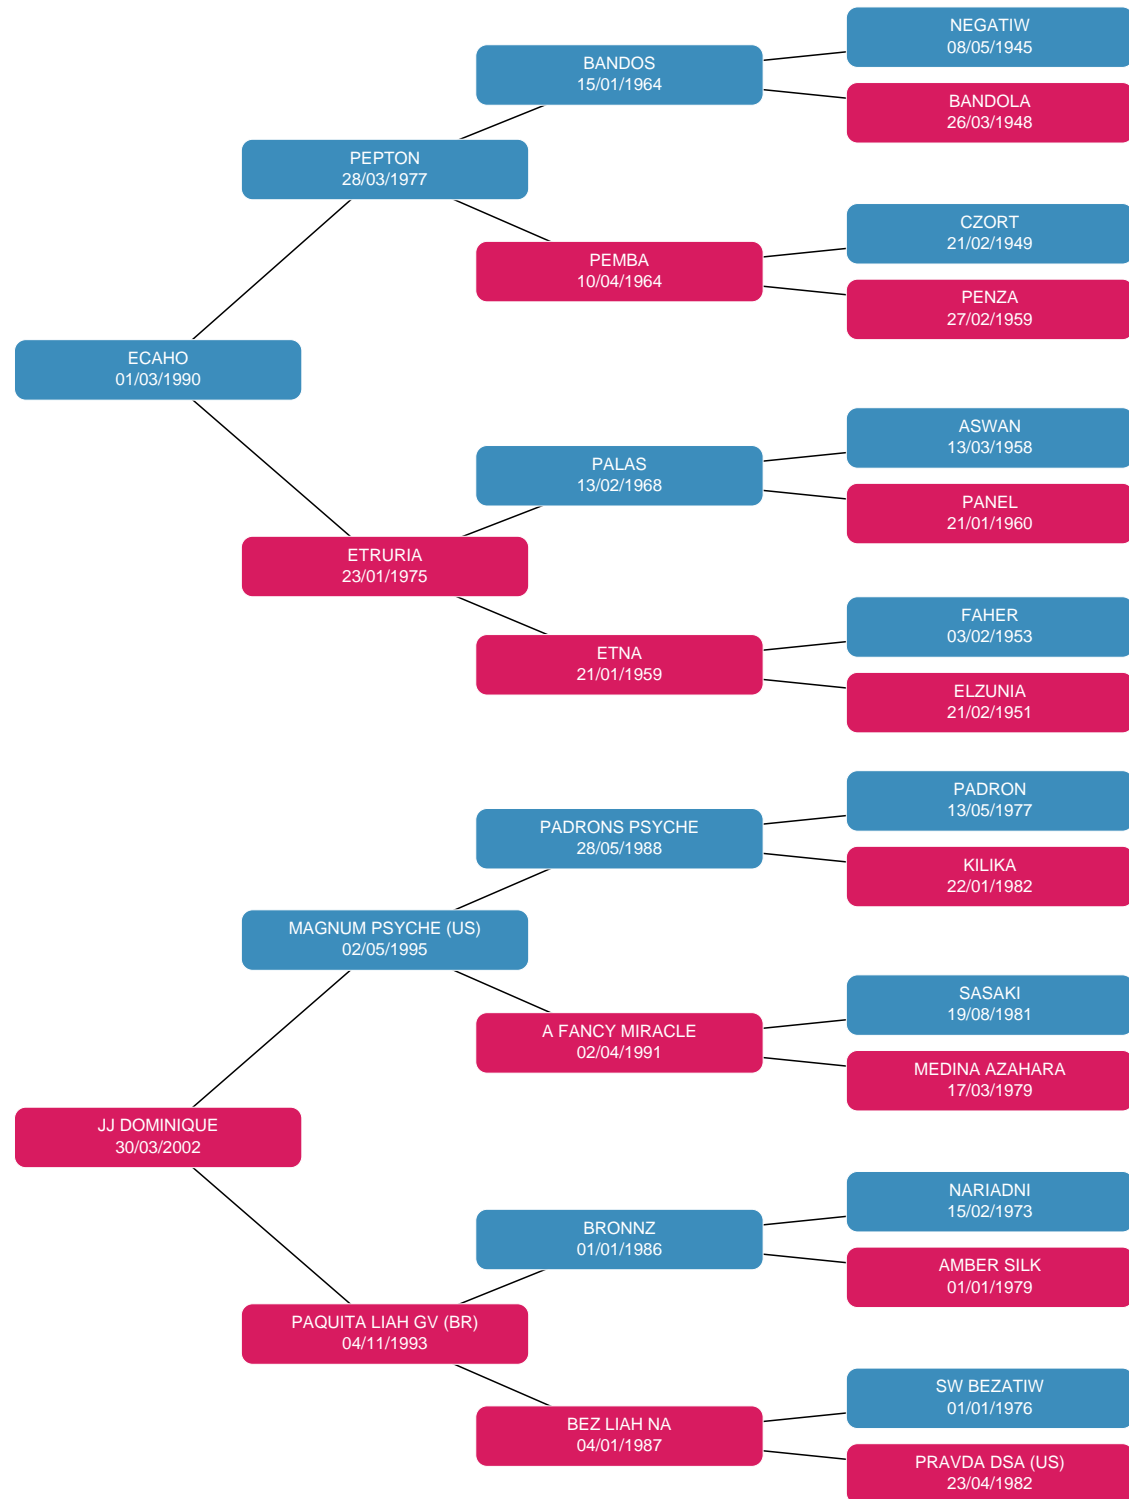 NEGATIW
08/05/1945
BANDOS
15/01/1964
BANDOLA
26/03/1948
PEPTON
28/03/1977
CZORT
21/02/1949
PEMBA
10/04/1964
PENZA
27/02/1959
ECAHO
01/03/1990
ASWAN
13/03/1958
PALAS
13/02/1968
PANEL
21/01/1960
ETRURIA
23/01/1975
FAHER
03/02/1953
ETNA
21/01/1959
ELZUNIA
21/02/1951
PADRON
13/05/1977
PADRONS PSYCHE
28/05/1988
KILIKA
22/01/1982
MAGNUM PSYCHE (US)
02/05/1995
SASAKI
19/08/1981
A FANCY MIRACLE
02/04/1991
MEDINA AZAHARA
17/03/1979
JJ DOMINIQUE
30/03/2002
NARIADNI
15/02/1973
BRONNZ
01/01/1986
AMBER SILK
01/01/1979
PAQUITA LIAH GV (BR)
04/11/1993
SW BEZATIW
01/01/1976
BEZ LIAH NA
04/01/1987
PRAVDA DSA (US)
23/04/1982